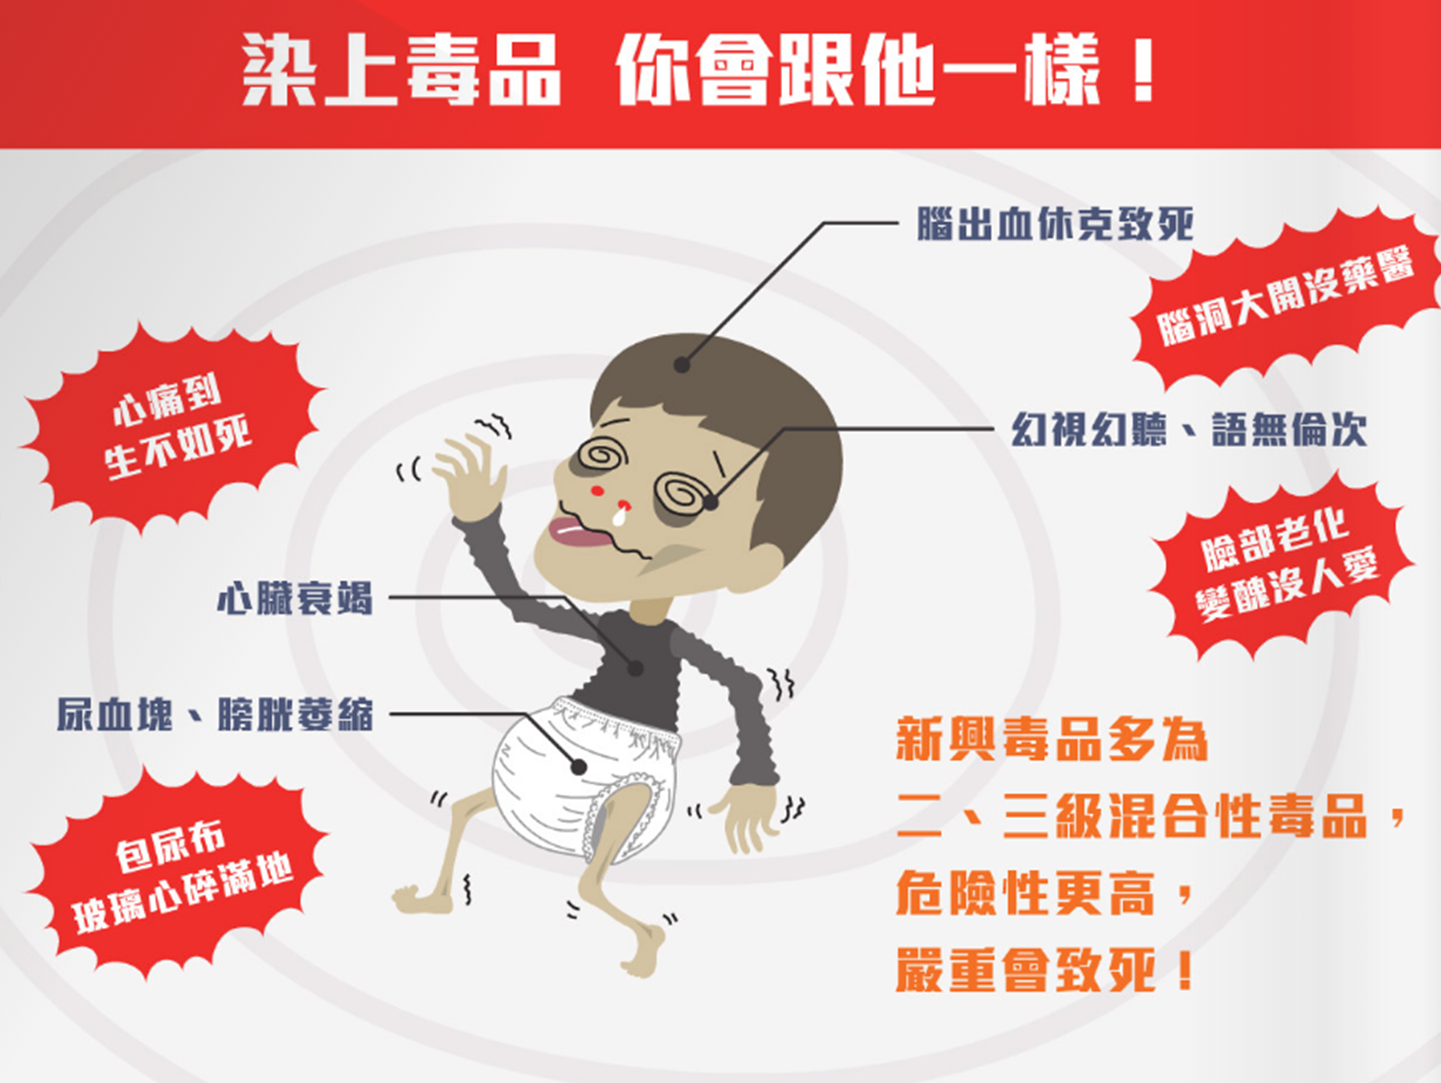 染上毒品 你會跟他一樣！
腦出血休克致死
腦洞大開沒藥醫
心痛到
生不如死
幻視幻聽、語無倫次
臉部老化
變醜沒人愛
心臟衰竭
尿血塊、膀胱萎縮
包尿布
玻璃心碎滿地
新興毒品多為
二、三級混合性毒品，
危險性更高，
嚴重會致死！